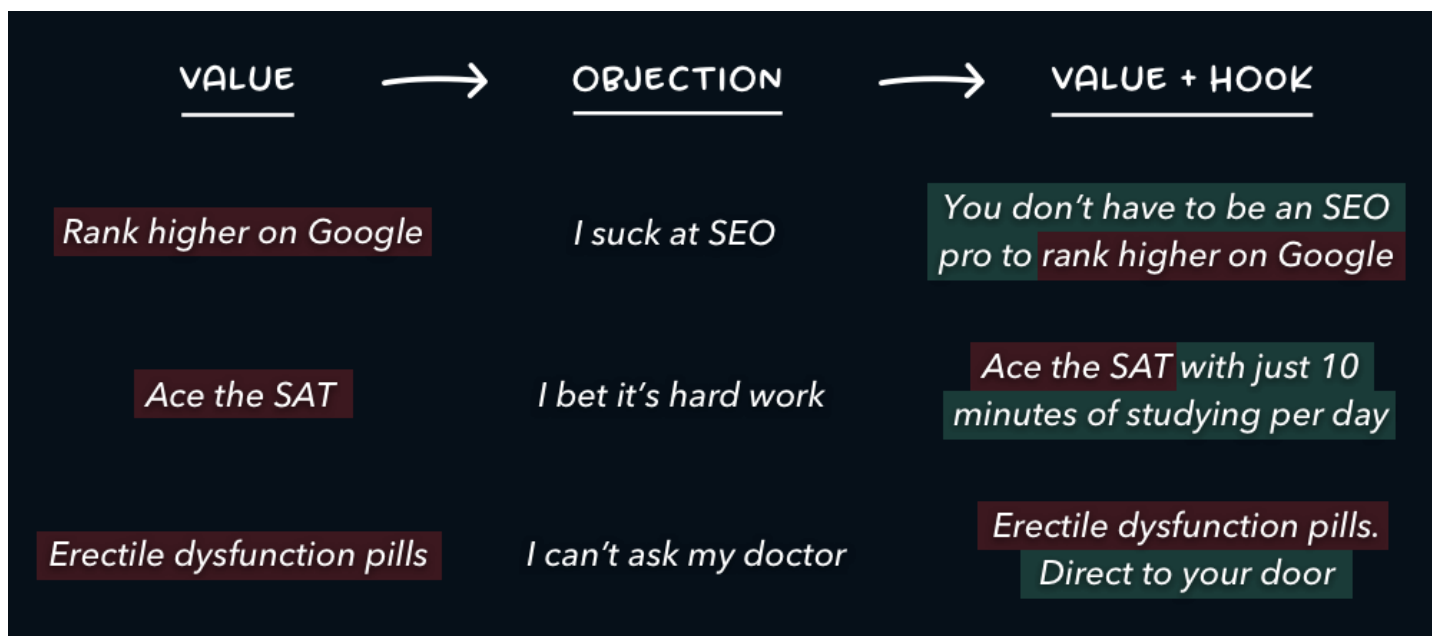 VALUE → OBJECTION → VALUE + HOOK
Rank higher on Google
I suck at SEO
You don't have to be an SEO
pro to rank higher on Google
Ace the SAT
I bet it's hard work
Ace the SAT with just 10
minutes of studying per day
Erectile dysfunction pills
I can't ask my doctor
Erectile dysfunction pills.
Direct to your door